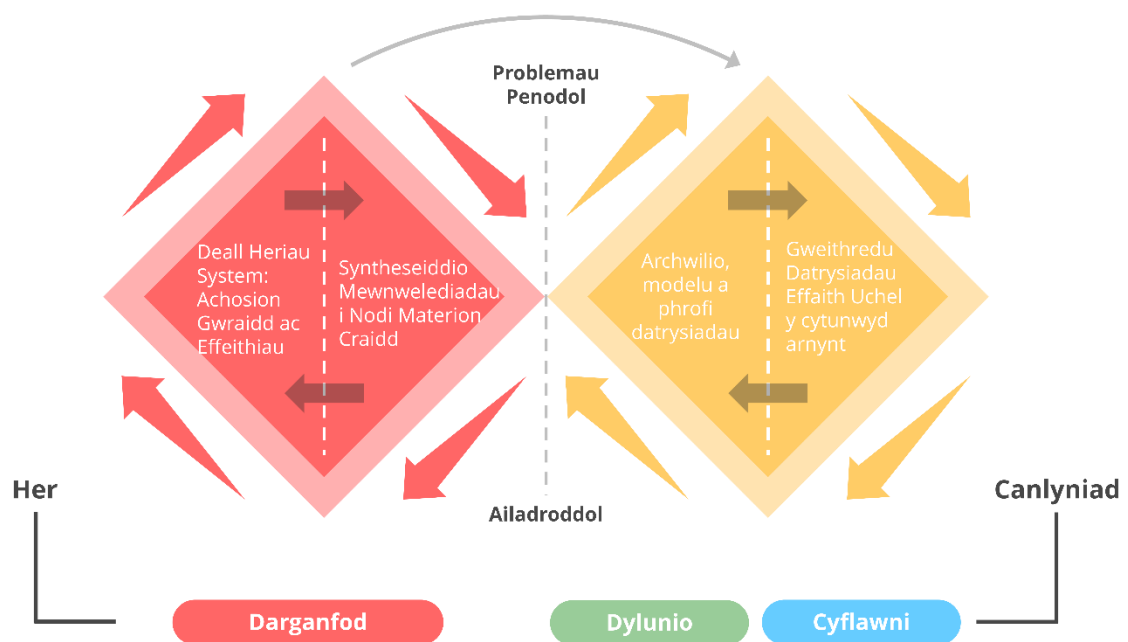 Problemau
Penodol
Deall Heriau
System:
Achosion
Gwraidd ac
Effeithiau
Syntheseiddio
Mewnwelediadau
i Nodi Materion
Craidd
Archwilio,
modelu a
phrofi
datrysiadau
Gweithredu
Datrysiadau
Effaith Uchel
y cytunwyd
arnynt
Her
Ailadroddol
Canlyniad
Darganfod
Dylunio
Cyflawni